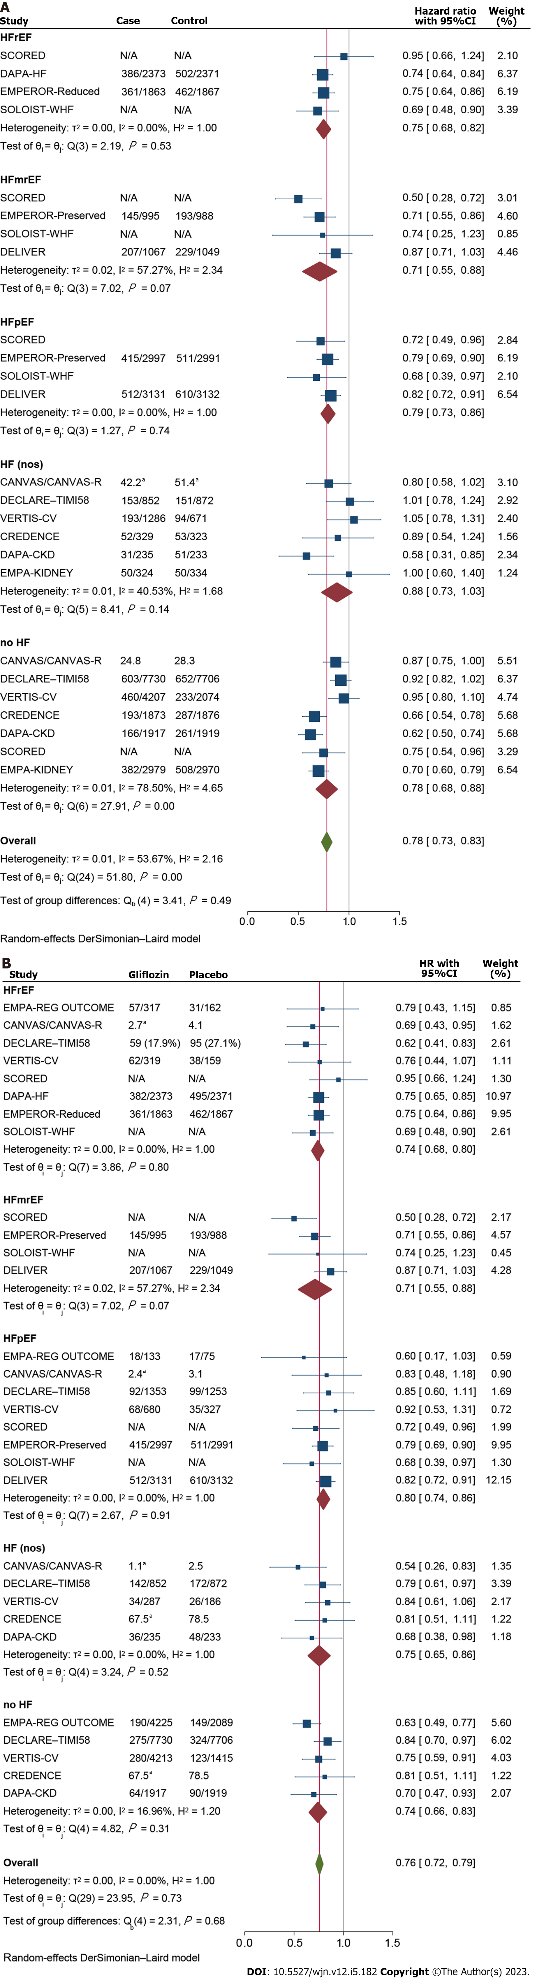 A
Study Case Control Hazard ratio with 95%CI Weight (%)
HFrEF
SCORED N/A N/A 0.95 [ 0.66, 1.24] 2.10
DAPA-HF 386/2373 502/2371 0.74 [ 0.64, 0.84] 6.37
EMPEROR-Reduced 361/1863 462/1867 0.75 [ 0.64, 0.86] 6.19
SOLOIST-WHF N/A N/A 0.69 [ 0.48, 0.90] 3.39
Heterogeneity: τ² = 0.00, I² = 0.00%, H² = 1.00 0.75 [ 0.68, 0.82]
Test of θi = θj: Q(3) = 2.19, P = 0.53
HFmrEF
SCORED N/A N/A 0.50 [ 0.28, 0.72] 3.01
EMPEROR-Preserved 145/995 193/988 0.71 [ 0.55, 0.86] 4.60
SOLOIST-WHF N/A N/A 0.74 [ 0.25, 1.23] 0.85
DELIVER 207/1067 229/1049 0.87 [ 0.71, 1.03] 4.46
Heterogeneity: τ² = 0.02, I² = 57.27%, H² = 2.34 0.71 [ 0.55, 0.88]
Test of θi = θj: Q(3) = 7.02, P = 0.07
HFpEF
SCORED 0.72 [ 0.49, 0.96] 2.84
EMPEROR-Preserved 415/2997 511/2991 0.79 [ 0.69, 0.90] 6.19
SOLOIST-WHF 0.68 [ 0.39, 0.97] 2.10
DELIVER 512/3131 610/3132 0.82 [ 0.72, 0.91] 6.54
Heterogeneity: τ² = 0.00, I² = 0.00%, H² = 1.00 0.79 [ 0.73, 0.86]
Test of θi = θj: Q(3) = 1.27, P = 0.74
HF (nos)
CANVAS/CANVAS-R 42.2ª 51.4ª 0.80 [ 0.58, 1.02] 3.10
DECLARE–TIMI58 153/852 151/872 1.01 [ 0.78, 1.24] 2.92
VERTIS-CV 193/1286 94/671 1.05 [ 0.78, 1.31] 2.40
CREDENCE 52/329 53/323 0.89 [ 0.54, 1.24] 1.56
DAPA-CKD 31/235 51/233 0.58 [ 0.31, 0.85] 2.34
EMPA-KIDNEY 50/324 50/334 1.00 [ 0.60, 1.40] 1.24
Heterogeneity: τ² = 0.01, I² = 40.53%, H² = 1.68 0.88 [ 0.73, 1.03]
Test of θi = θj: Q(5) = 8.41, P = 0.14
no HF
CANVAS/CANVAS-R 24.8 28.3 0.87 [ 0.75, 1.00] 5.51
DECLARE–TIMI58 603/7730 652/7706 0.92 [ 0.82, 1.02] 6.37
VERTIS-CV 460/4207 233/2074 0.95 [ 0.80, 1.10] 4.74
CREDENCE 193/1873 287/1876 0.66 [ 0.54, 0.78] 5.68
DAPA-CKD 166/1917 261/1919 0.62 [ 0.50, 0.74] 5.68
SCORED N/A N/A 0.75 [ 0.54, 0.96] 3.29
EMPA-KIDNEY 382/2979 508/2970 0.70 [ 0.60, 0.79] 6.54
Heterogeneity: τ² = 0.01, I² = 78.50%, H² = 4.65 0.78 [ 0.68, 0.88]
Test of θi = θj: Q(6) = 27.91, P = 0.00
Overall 0.78 [ 0.73, 0.83]
Heterogeneity: τ² = 0.01, I² = 53.67%, H² = 2.16
Test of θi = θj: Q(24) = 51.80, P = 0.00
Test of group differences: Qb (4) = 3.41, P = 0.49
0.0 0.5 1.0 1.5
Random-effects DerSimonian–Laird model
B
Study Gliflozin Placebo HR with 95%CI Weight (%)
HFrEF
EMPA-REG OUTCOME 57/317 31/162 0.79 [ 0.43, 1.15] 0.85
CANVAS/CANVAS-R 2.7ª 4.1 0.69 [ 0.43, 0.95] 1.62
DECLARE–TIMI58 59 (17.9%) 95 (27.1%) 0.62 [ 0.41, 0.83] 2.61
VERTIS-CV 62/319 38/159 0.76 [ 0.44, 1.07] 1.11
SCORED N/A N/A 0.95 [ 0.66, 1.24] 1.30
DAPA-HF 382/2373 495/2371 0.75 [ 0.65, 0.85] 10.97
EMPEROR-Reduced 361/1863 462/1867 0.75 [ 0.64, 0.86] 9.95
SOLOIST-WHF N/A N/A 0.69 [ 0.48, 0.90] 2.61
Heterogeneity: τ² = 0.00, I² = 0.00%, H² = 1.00 0.74 [ 0.68, 0.80]
Test of θi = θj: Q(7) = 3.86, P = 0.80
HFmrEF
SCORED N/A N/A 0.50 [ 0.28, 0.72] 2.17
EMPEROR-Preserved 145/995 193/988 0.71 [ 0.55, 0.86] 4.57
SOLOIST-WHF N/A N/A 0.74 [ 0.25, 1.23] 0.45
DELIVER 207/1067 229/1049 0.87 [ 0.71, 1.03] 4.28
Heterogeneity: τ² = 0.02, I² = 57.27%, H² = 2.34 0.71 [ 0.55, 0.88]
Test of θi = θj: Q(3) = 7.02, P = 0.07
HFpEF
EMPA-REG OUTCOME 18/133 17/75 0.60 [ 0.17, 1.03] 0.59
CANVAS/CANVAS-R 2.4ª 3.1 0.83 [ 0.48, 1.18] 0.90
DECLARE–TIMI58 92/1353 99/1253 0.85 [ 0.60, 1.11] 1.69
VERTIS-CV 68/680 35/327 0.92 [ 0.53, 1.31] 0.72
SCORED N/A N/A 0.72 [ 0.49, 0.96] 1.99
EMPEROR-Preserved 415/2997 511/2991 0.79 [ 0.69, 0.90] 9.95
SOLOIST-WHF N/A N/A 0.68 [ 0.39, 0.97] 1.30
DELIVER 512/3131 610/3132 0.82 [ 0.72, 0.91] 12.15
Heterogeneity: τ² = 0.00, I² = 0.00%, H² = 1.00 0.80 [ 0.74, 0.86]
Test of θi = θj: Q(7) = 2.67, P = 0.91
HF (nos)
CANVAS/CANVAS-R 1.1ª 2.5 0.54 [ 0.26, 0.83] 1.35
DECLARE–TIMI58 142/852 172/872 0.79 [ 0.61, 0.97] 3.39
VERTIS-CV 34/287 26/186 0.84 [ 0.61, 1.06] 2.17
CREDENCE 67.5ª 78.5 0.81 [ 0.51, 1.11] 1.22
DAPA-CKD 36/235 48/233 0.68 [ 0.38, 0.98] 1.18
Heterogeneity: τ² = 0.00, I² = 0.00%, H² = 1.00 0.75 [ 0.65, 0.86]
Test of θi = θj: Q(4) = 3.24, P = 0.52
no HF
EMPA-REG OUTCOME 190/4225 149/2089 0.63 [ 0.49, 0.77] 5.60
DECLARE–TIMI58 275/7730 324/7706 0.84 [ 0.70, 0.97] 6.02
VERTIS-CV 280/4213 123/1415 0.75 [ 0.59, 0.91] 4.03
CREDENCE 67.5ª 78.5 0.81 [ 0.51, 1.11] 1.22
DAPA-CKD 64/1917 90/1919 0.70 [ 0.47, 0.93] 2.07
Heterogeneity: τ² = 0.00, I² = 16.96%, H² = 1.20 0.74 [ 0.66, 0.83]
Test of θi = θj: Q(4) = 4.82, P = 0.31
Overall 0.76 [ 0.72, 0.79]
Heterogeneity: τ² = 0.00, I² = 0.00%, H² = 1.00
Test of θi = θj: Q(29) = 23.95, P = 0.73
Test of group differences: Qb(4) = 2.31, P = 0.68
0.0 0.5 1.0 1.5
Random-effects DerSimonian–Laird model
DOI: 10.5527/wjn.v12.i5.182 Copyright ©The Author(s) 2023.